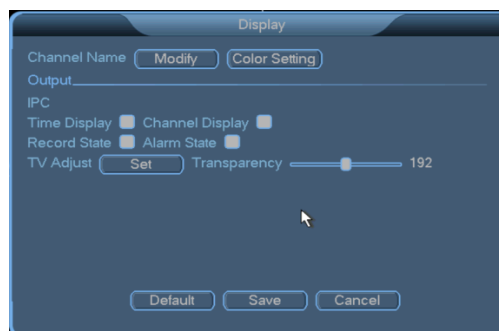 Display
Channel Name Modify Color Setting
Output
IPC
Time Display Channel Display
Record State Alarm State
TV Adjust Set Transparency 192
Default Save Cancel